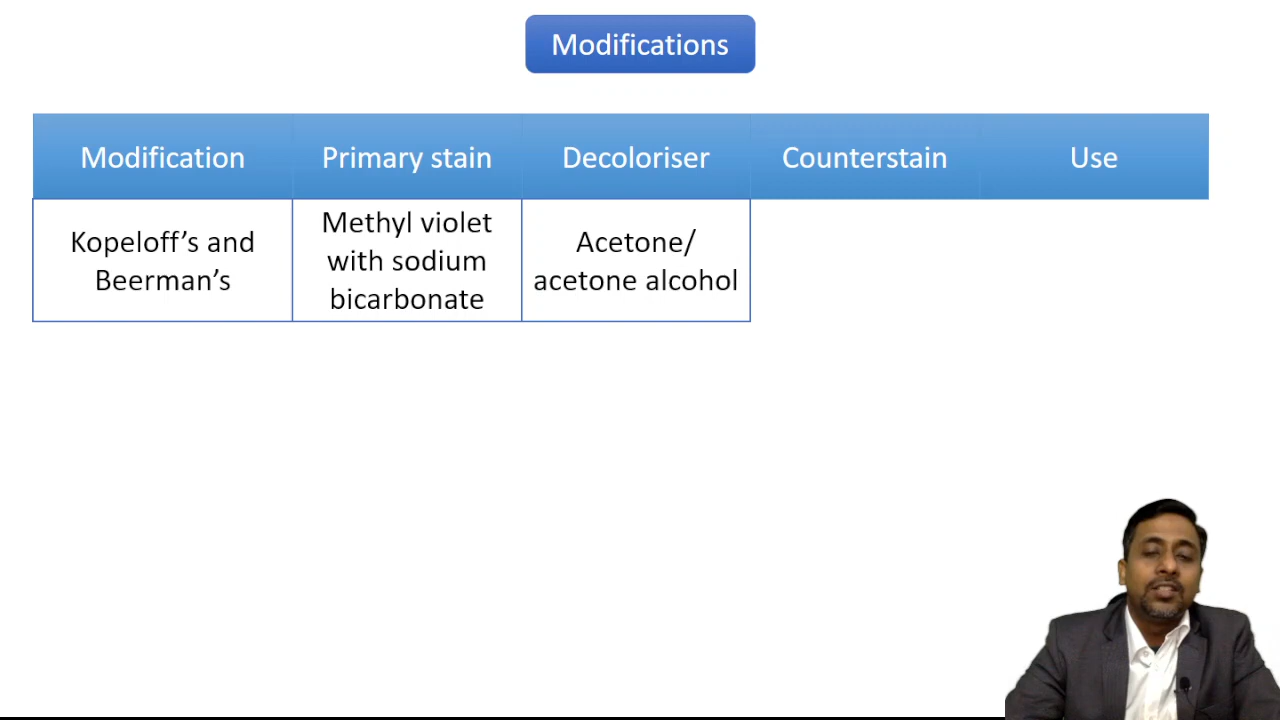 Modifications
Modification Primary stain Decoloriser Counterstain Use
Kopeloff’s and
Beerman’s
Methyl violet
with sodium
bicarbonate
Acetone/
acetone alcohol